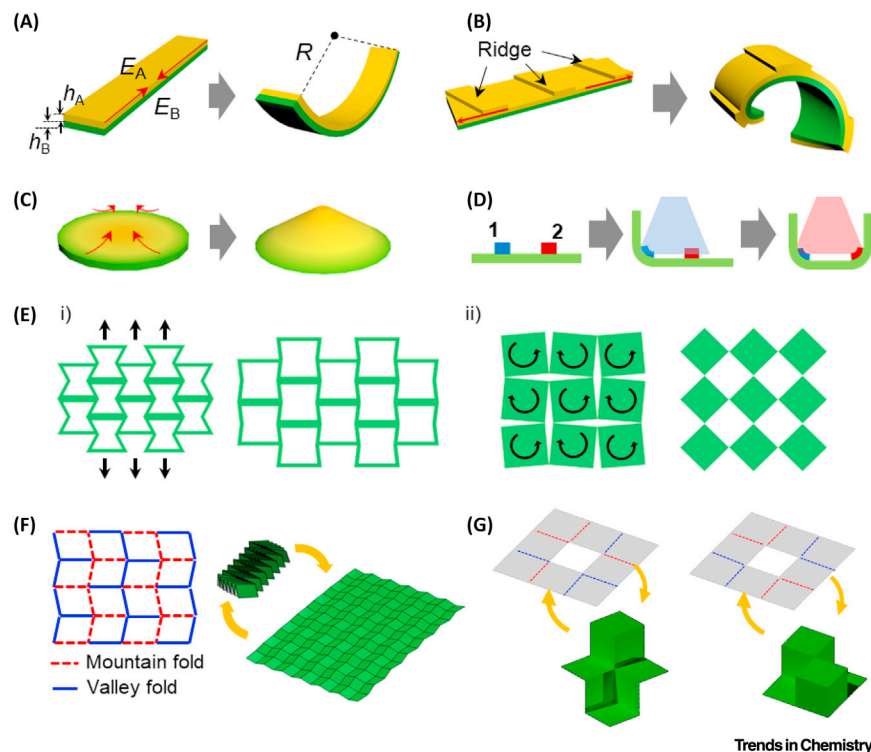 (A)
E_A
E_B
h_A
h_B
R
(B)
Ridge
(C)
(D)
1
2
(E)
i)
ii)
(F)
Mountain fold
Valley fold
(G)
Trends in Chemistry